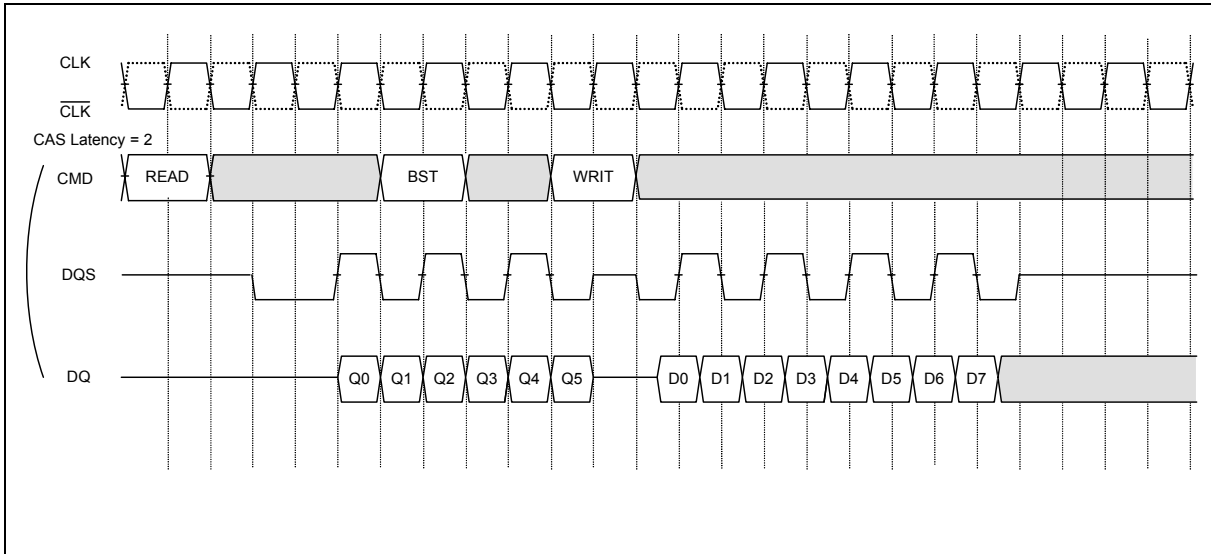 CLK
CLK
CAS Latency = 2
CMD READ BST WRIT
DQS
DQ Q0 Q1 Q2 Q3 Q4 Q5 D0 D1 D2 D3 D4 D5 D6 D7